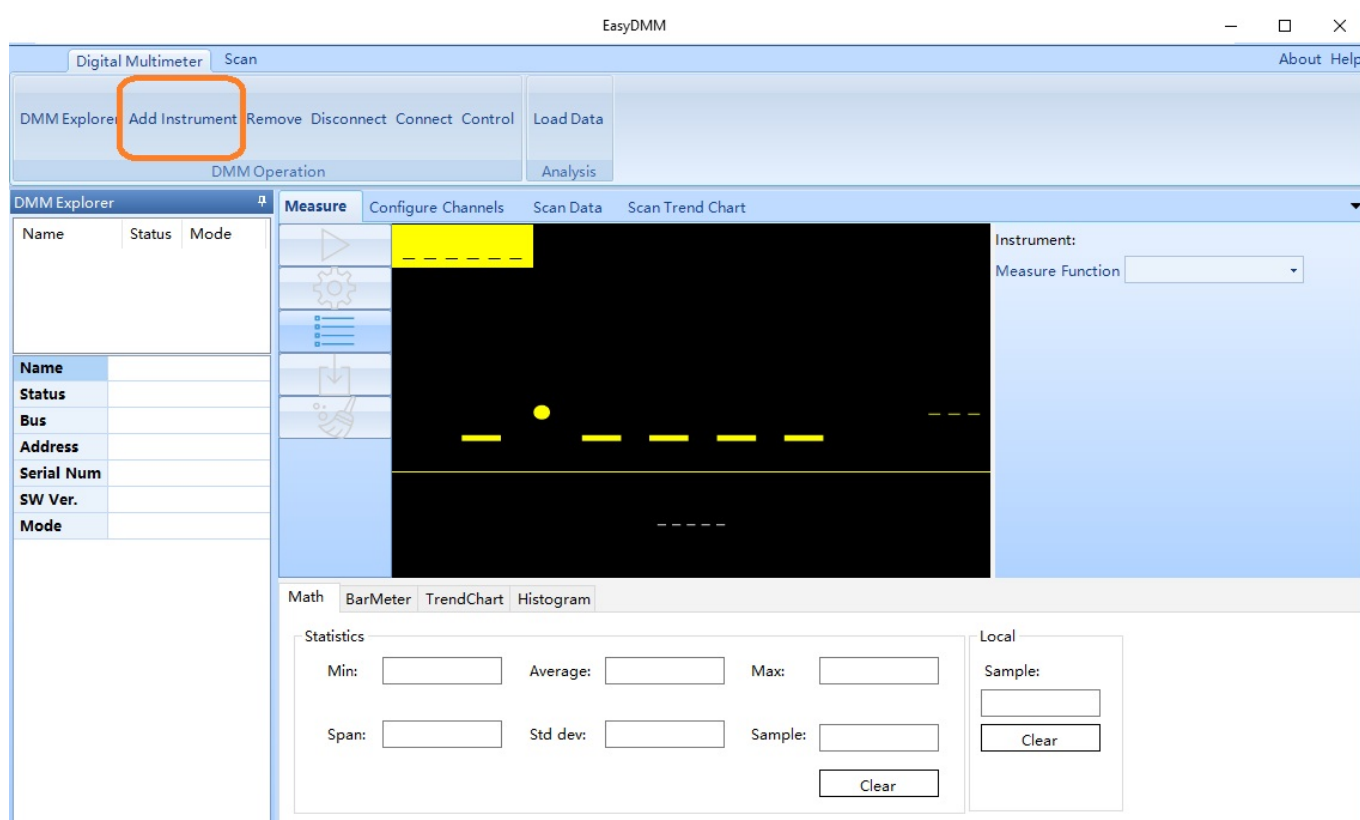 EasyDMM
Digital Multimeter Scan About Help
DMM Explorer Add Instrument Remove Disconnect Connect Control Load Data
DMM Operation Analysis
DMM Explorer
Measure Configure Channels Scan Data Scan Trend Chart
Name Status Mode
Instrument:
Measure Function
Name
Status
Bus
Address
Serial Num
SW Ver.
Mode
Math BarMeter TrendChart Histogram
Statistics Local
Min: Average: Max: Sample:
Span: Std dev: Sample: Clear
Clear